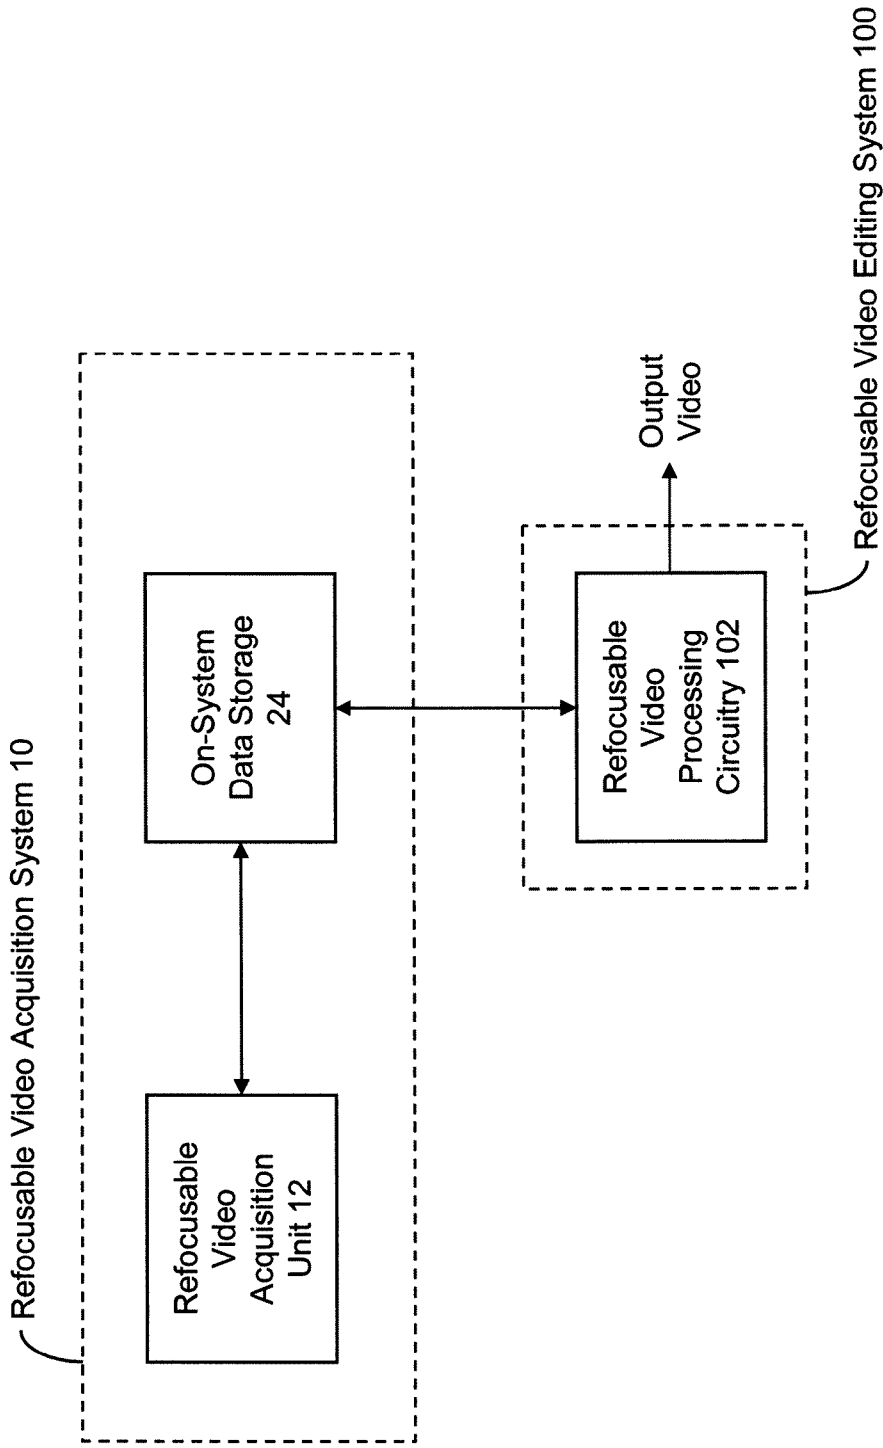 Refocusable Video Acquisition System 10
Refocusable
Video
Acquisition
Unit 12
On-System
Data Storage
24
Refocusable
Video
Processing
Circuitry 102
Output
Video
Refocusable Video Editing System 100